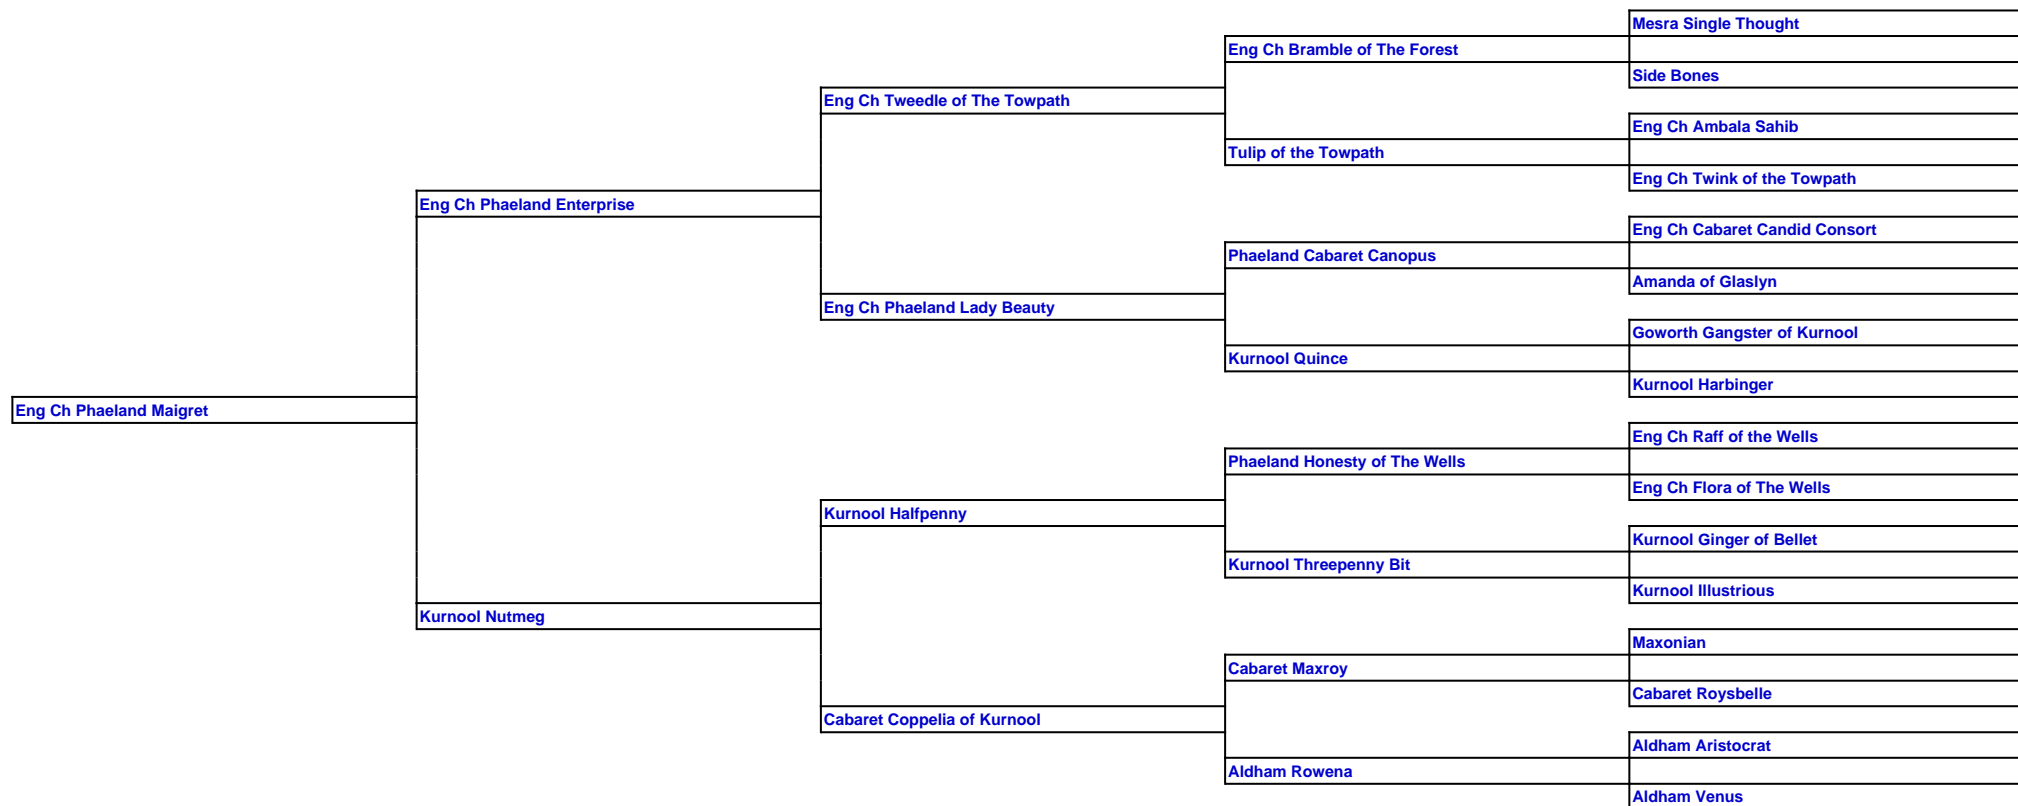 Mesra Single Thought
Eng Ch Bramble of The Forest
Side Bones
Eng Ch Tweedle of The Towpath
Eng Ch Ambala Sahib
Tulip of the Towpath
Eng Ch Twink of the Towpath
Eng Ch Phaeland Enterprise
Eng Ch Cabaret Candid Consort
Phaeland Cabaret Canopus
Amanda of Glaslyn
Eng Ch Phaeland Lady Beauty
Goworth Gangster of Kurnool
Kurnool Quince
Kurnool Harbinger
Eng Ch Phaeland Maigret
Eng Ch Raff of the Wells
Phaeland Honesty of The Wells
Eng Ch Flora of The Wells
Kurnool Halfpenny
Kurnool Ginger of Bellet
Kurnool Threepenny Bit
Kurnool Illustrious
Kurnool Nutmeg
Maxonian
Cabaret Maxroy
Cabaret Roysbelle
Cabaret Coppelia of Kurnool
Aldham Aristocrat
Aldham Rowena
Aldham Venus